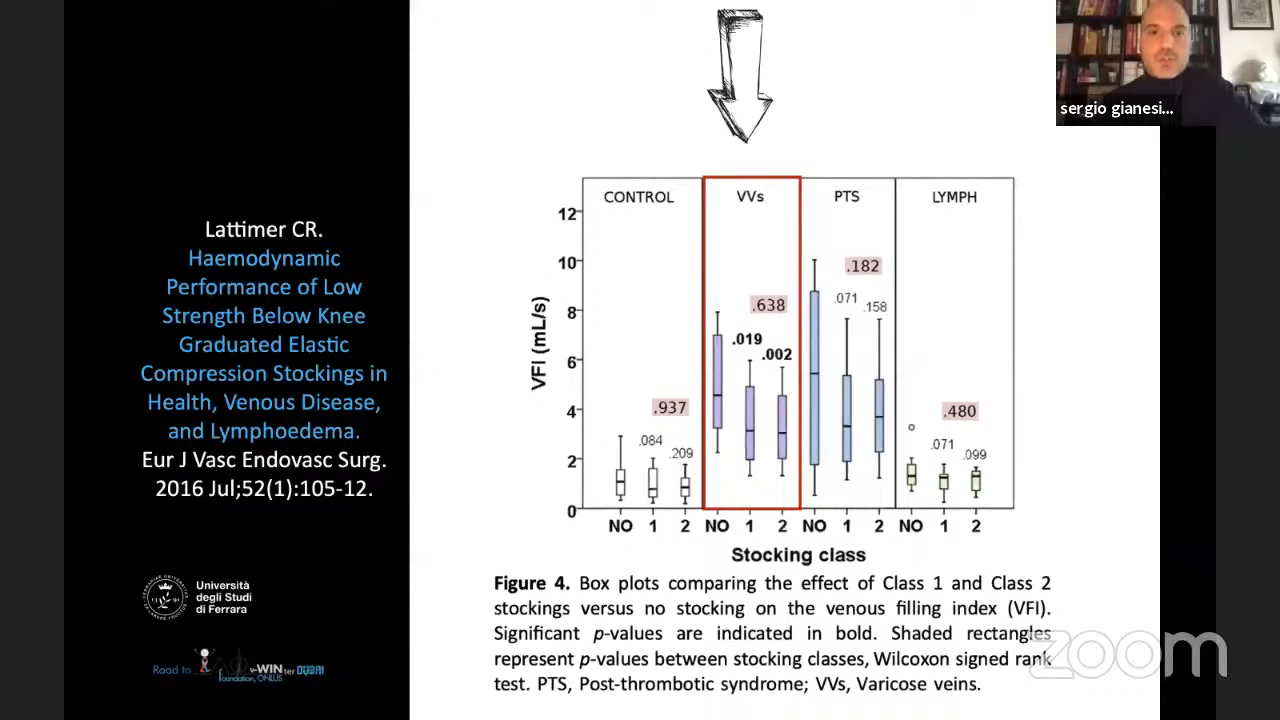 sergio gianesi...
Lattimer CR.
Haemodynamic
Performance of Low
Strength Below Knee
Graduated Elastic
Compression Stockings in
Health, Venous Disease,
and Lymphoedema.
Eur J Vasc Endovasc Surg.
2016 Jul;52(1):105-12.
Università
degli Studi
di Ferrara
Road to
v-WIN
foundation, ONLUS
CONTROL VVs PTS LYMPH
VFI (mL/s)
12
10
8
6
4
2
0
.937
.084
.209
.638
.019
.002
.182
.071
.158
.480
.071
.099
NO 1 2 NO 1 2 NO 1 2 NO 1 2
Stocking class
Figure 4. Box plots comparing the effect of Class 1 and Class 2
stockings versus no stocking on the venous filling index (VFI).
Significant p-values are indicated in bold. Shaded rectangles
represent p-values between stocking classes, Wilcoxon signed rank
test. PTS, Post-thrombotic syndrome; VVs, Varicose veins.
zoom